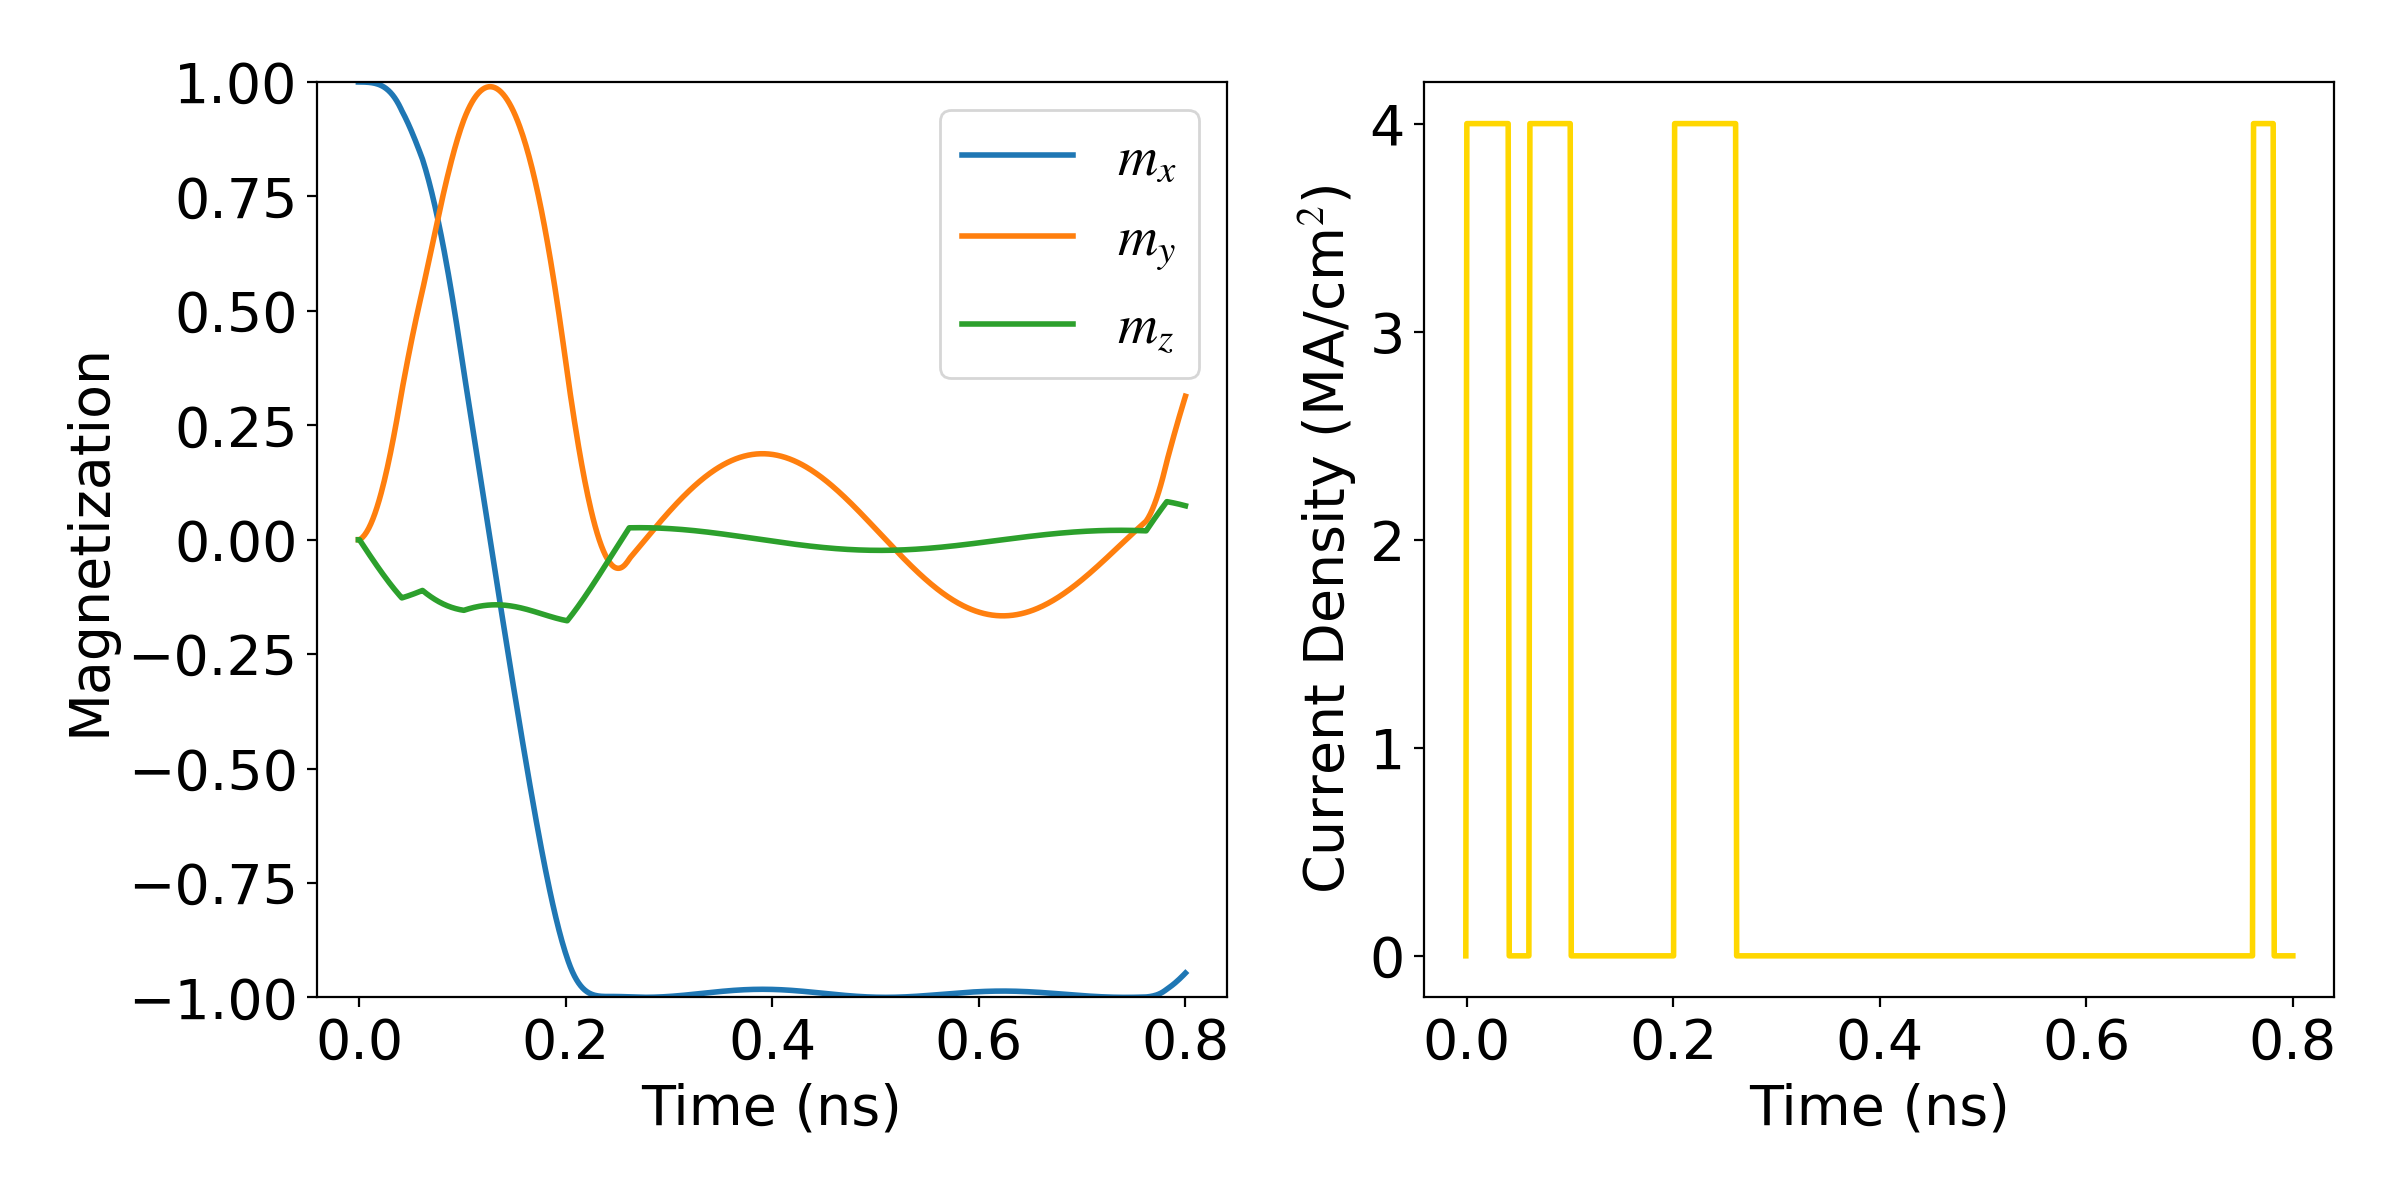 Magnetization
1.00
0.75
0.50
0.25
0.00
−0.25
−0.50
−0.75
−1.00
0.0 0.2 0.4 0.6 0.8
Time (ns)
mₓ
m_y
m_z
Current Density (MA/cm²)
4
3
2
1
0
0.0 0.2 0.4 0.6 0.8
Time (ns)